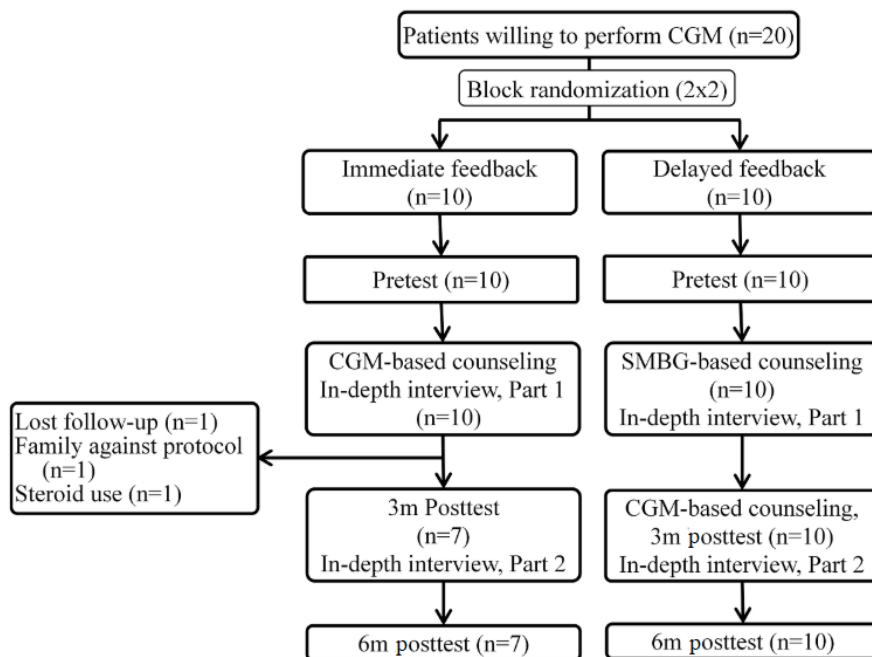 Patients willing to perform CGM (n=20)
Block randomization (2x2)
Immediate feedback
(n=10)
Delayed feedback
(n=10)
Pretest (n=10)
Pretest (n=10)
CGM-based counseling
In-depth interview, Part 1
(n=10)
SMBG-based counseling
(n=10)
In-depth interview, Part 1
Lost follow-up (n=1)
Family against protocol
(n=1)
Steroid use (n=1)
3m Posttest
(n=7)
In-depth interview, Part 2
CGM-based counseling,
3m posttest (n=10)
In-depth interview, Part 2
6m posttest (n=7)
6m posttest (n=10)